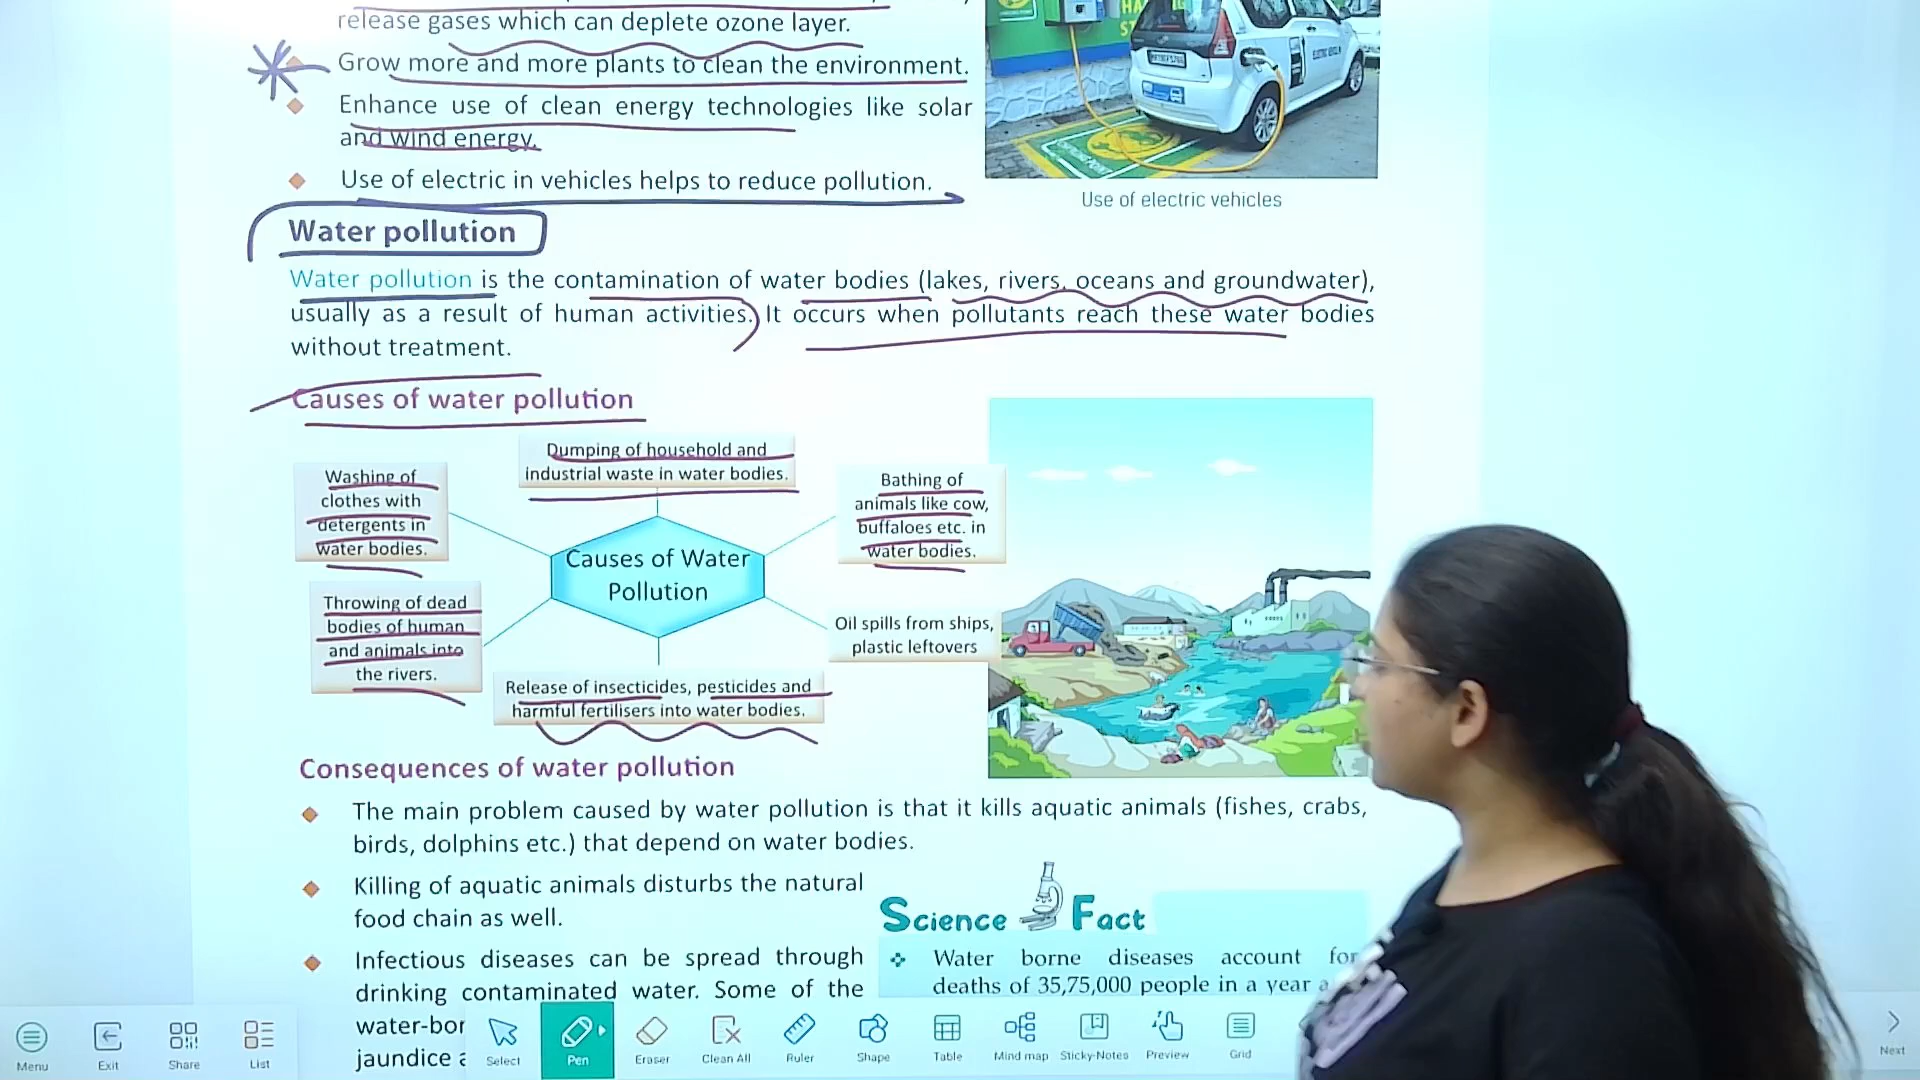 release gases which can deplete ozone layer.
Grow more and more plants to clean the environment.
Enhance use of clean energy technologies like solar
and wind energy.
Use of electric in vehicles helps to reduce pollution.
Use of electric vehicles
Water pollution
Water pollution is the contamination of water bodies (lakes, rivers, oceans and groundwater),
usually as a result of human activities. It occurs when pollutants reach these water bodies
without treatment.
Causes of water pollution
Dumping of household and
industrial waste in water bodies.
Washing of
clothes with
detergents in
water bodies.
Bathing of
animals like cow,
buffaloes etc. in
water bodies.
Causes of Water
Pollution
Throwing of dead
bodies of human
and animals into
the rivers.
Oil spills from ships,
plastic leftovers
Release of insecticides, pesticides and
harmful fertilisers into water bodies.
Consequences of water pollution
The main problem caused by water pollution is that it kills aquatic animals (fishes, crabs,
birds, dolphins etc.) that depend on water bodies.
Killing of aquatic animals disturbs the natural
food chain as well.
Infectious diseases can be spread through
drinking contaminated water. Some of the
water-bor
jaundice a
Science Fact
Water borne diseases account for
deaths of 35,75,000 people in a year a
Menu
Exit
Share
List
Select
Pen
Eraser
Clean All
Ruler
Shape
Table
Mind map
Sticky-Notes
Preview
Grid
Next